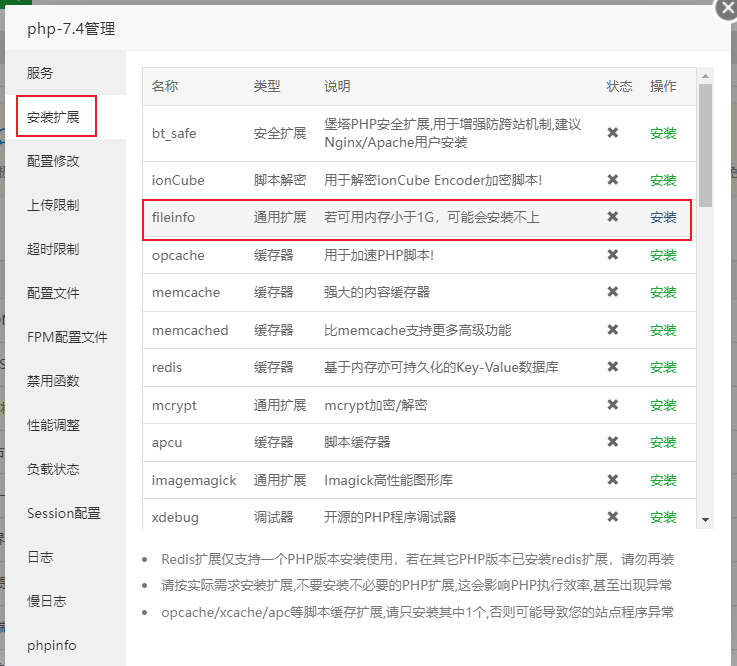 php-7.4管理
服务
安装扩展
配置修改
上传限制
超时限制
配置文件
FPM配置文件
禁用函数
性能调整
负载状态
Session配置
日志
慢日志
phpinfo
名称 类型 说明 状态 操作
bt_safe 安全扩展 堡塔PHP安全扩展,用于增强防跨站机制,建议 ✖ 安装
Nginx/Apache用户安装
ionCube 脚本解密 用于解密ionCube Encoder加密脚本! ✖ 安装
fileinfo 通用扩展 若可用内存小于1G，可能会安装不上 ✖ 安装
opcache 缓存器 用于加速PHP脚本! ✖ 安装
memcache 缓存器 强大的内容缓存器 ✖ 安装
memcached 缓存器 比memcache支持更多高级功能 ✖ 安装
redis 缓存器 基于内存亦可持久化的Key-Value数据库 ✖ 安装
mcrypt 通用扩展 mcrypt加密/解密 ✖ 安装
apcu 缓存器 脚本缓存器 ✖ 安装
imagemagick 通用扩展 Imagick高性能图形库 ✖ 安装
xdebug 调试器 开源的PHP程序调试器 ✖ 安装
Redis扩展仅支持一个PHP版本安装使用，若在其它PHP版本已安装redis扩展，请勿再装
请按实际需求安装扩展,不要安装不必要的PHP扩展,这会影响PHP执行效率,甚至出现异常
opcache/xcache/apc等脚本缓存扩展,请只安装其中1个,否则可能导致您的站点程序异常